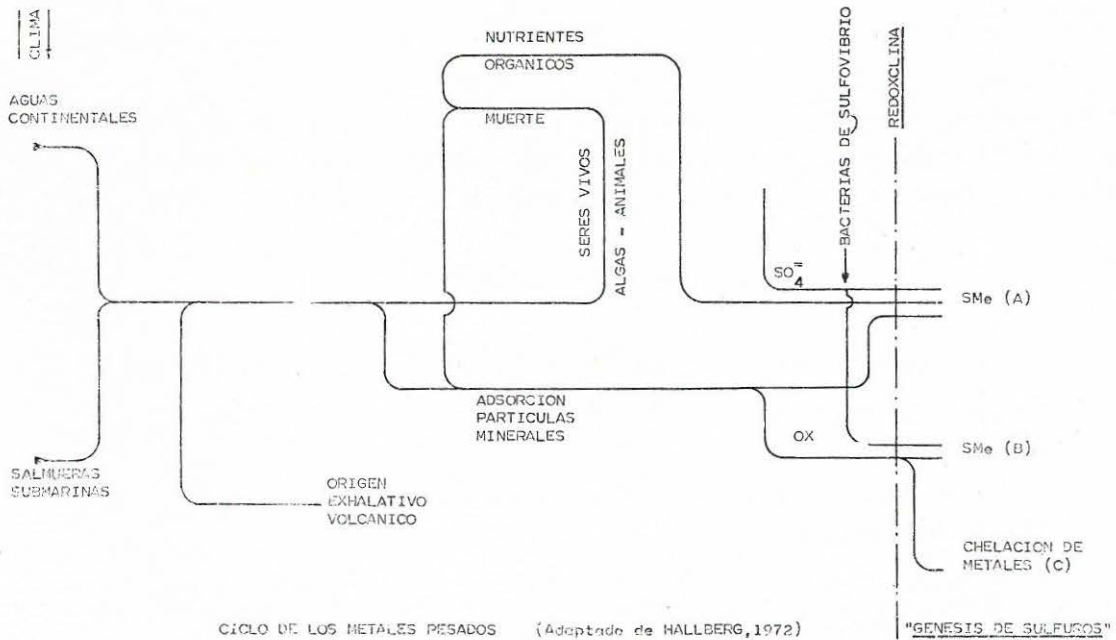 CLIMA
AGUAS
CONTINENTALES
SALMUERAS
SUBMARINAS
ORIGEN
EXHALATIVO
VOLCANICO
NUTRIENTES
ORGANICOS
MUERTE
SERES VIVOS
ALGAS - ANIMALES
ADSORCION
PARTICULAS
MINERALES
SO4=
BACTERIAS DE SULFOVIBRIO
REDOXCLINA
OX
SMe (A)
SMe (B)
CHELACION DE
METALES (C)
CICLO DE LOS METALES PESADOS (Adaptado de HALLBERG,1972)
"GENESIS DE SULFUROS"